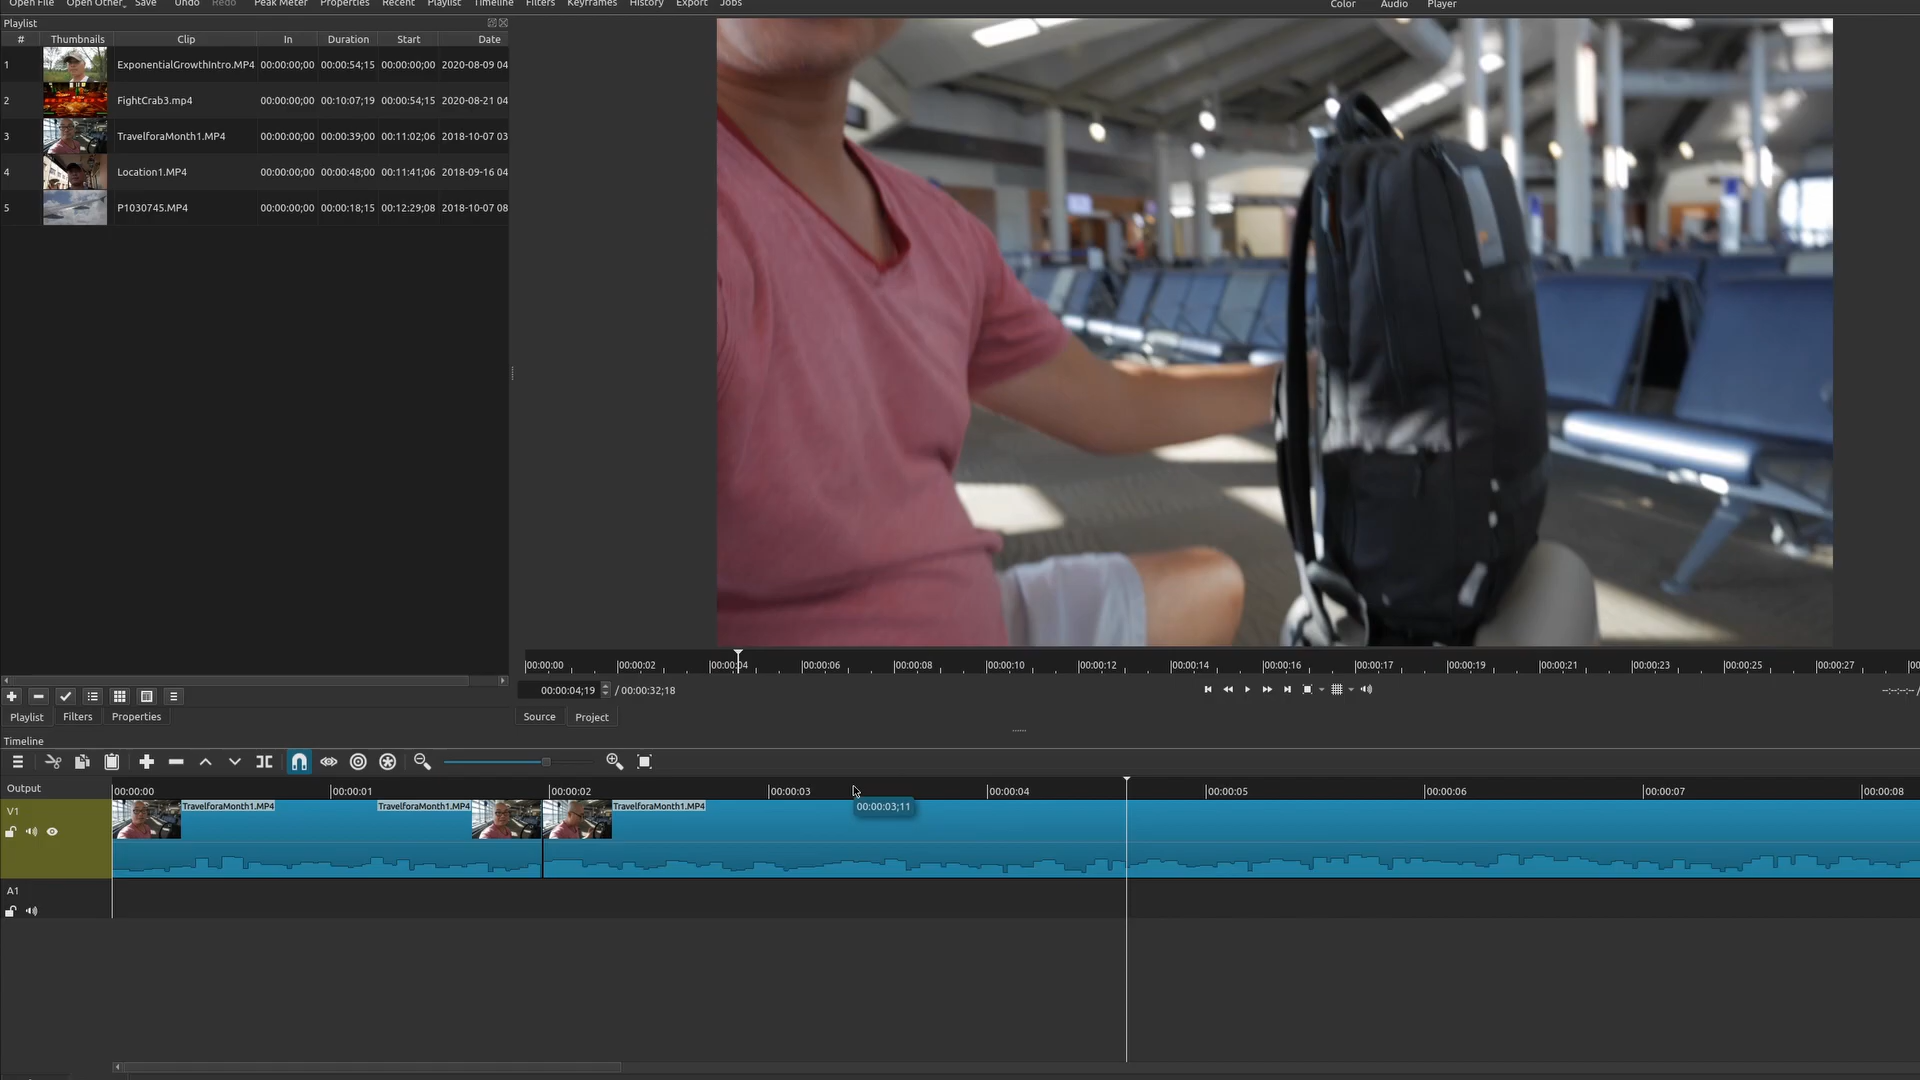 Open File Open Other.. Save Undo Redo Peak Meter Properties Recent Playlist Timeline Filters Keyframes History Export Jobs Color Audio Player
Playlist
# Thumbnails Clip In Duration Start Date
1 ExponentialGrowthIntro.MP4 00:00:00;00 00:00:54;15 00:00:00;00 2020-08-09 04
2 FightCrab3.mp4 00:00:00;00 00:10:07;19 00:00:54;15 2020-08-21 04
3 TravelforaMonth1.MP4 00:00:00;00 00:00:39;00 00:11:02;06 2018-10-07 03
4 Location1.MP4 00:00:00;00 00:00:48;00 00:11:41;06 2018-09-16 04
5 P1030745.MP4 00:00:00;00 00:00:18;15 00:12:29;08 2018-10-07 08
00:00:00 00:00:02 00:00:04 00:00:06 00:00:08 00:00:10 00:00:12 00:00:14 00:00:16 00:00:17 00:00:19 00:00:21 00:00:23 00:00:25 00:00:27 00
00:00:04;19 / 00:00:32;18 --:--:--:-- /
Playlist Filters Properties Source Project
Timeline
Output 00:00:00 00:00:01 00:00:02 00:00:03 00:00:04 00:00:05 00:00:06 00:00:07 00:00:08
00:00:03;11
V1 TravelforaMonth1.MP4 TravelforaMonth1.MP4 TravelforaMonth1.MP4
A1